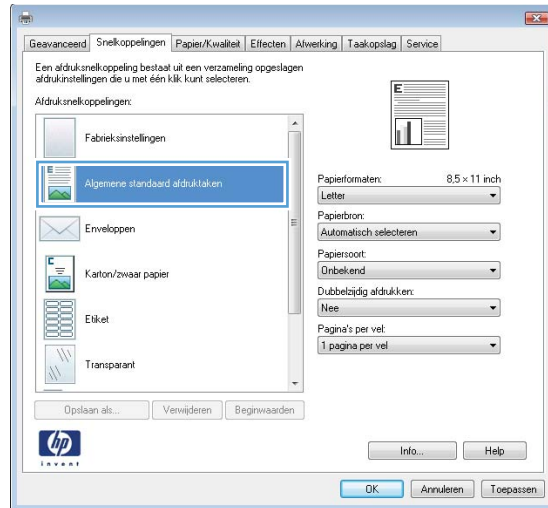 Geavanceerd Snelkoppelingen Papier/Kwaliteit Effecten Afwerking Taakopslag Service
Een afdruksnelkoppeling bestaat uit een verzameling opgeslagen
afdrukinstellingen die u met één klik kunt selecteren.
Afdruksnelkoppelingen:
Fabrieksinstellingen
Algemene standaard afdruktaken
Enveloppen
Karton/zwaar papier
Etiket
Transparant
Opslaan als... Verwijderen Beginwaarden
E
Papierformaten: 8,5 × 11 inch
Letter
Papierbron:
Automatisch selecteren
Papiersoort:
Onbekend
Dubbelzijdig afdrukken:
Nee
Pagina's per vel:
1 pagina per vel
hp
invent
Info... Help
OK Annuleren Toepassen